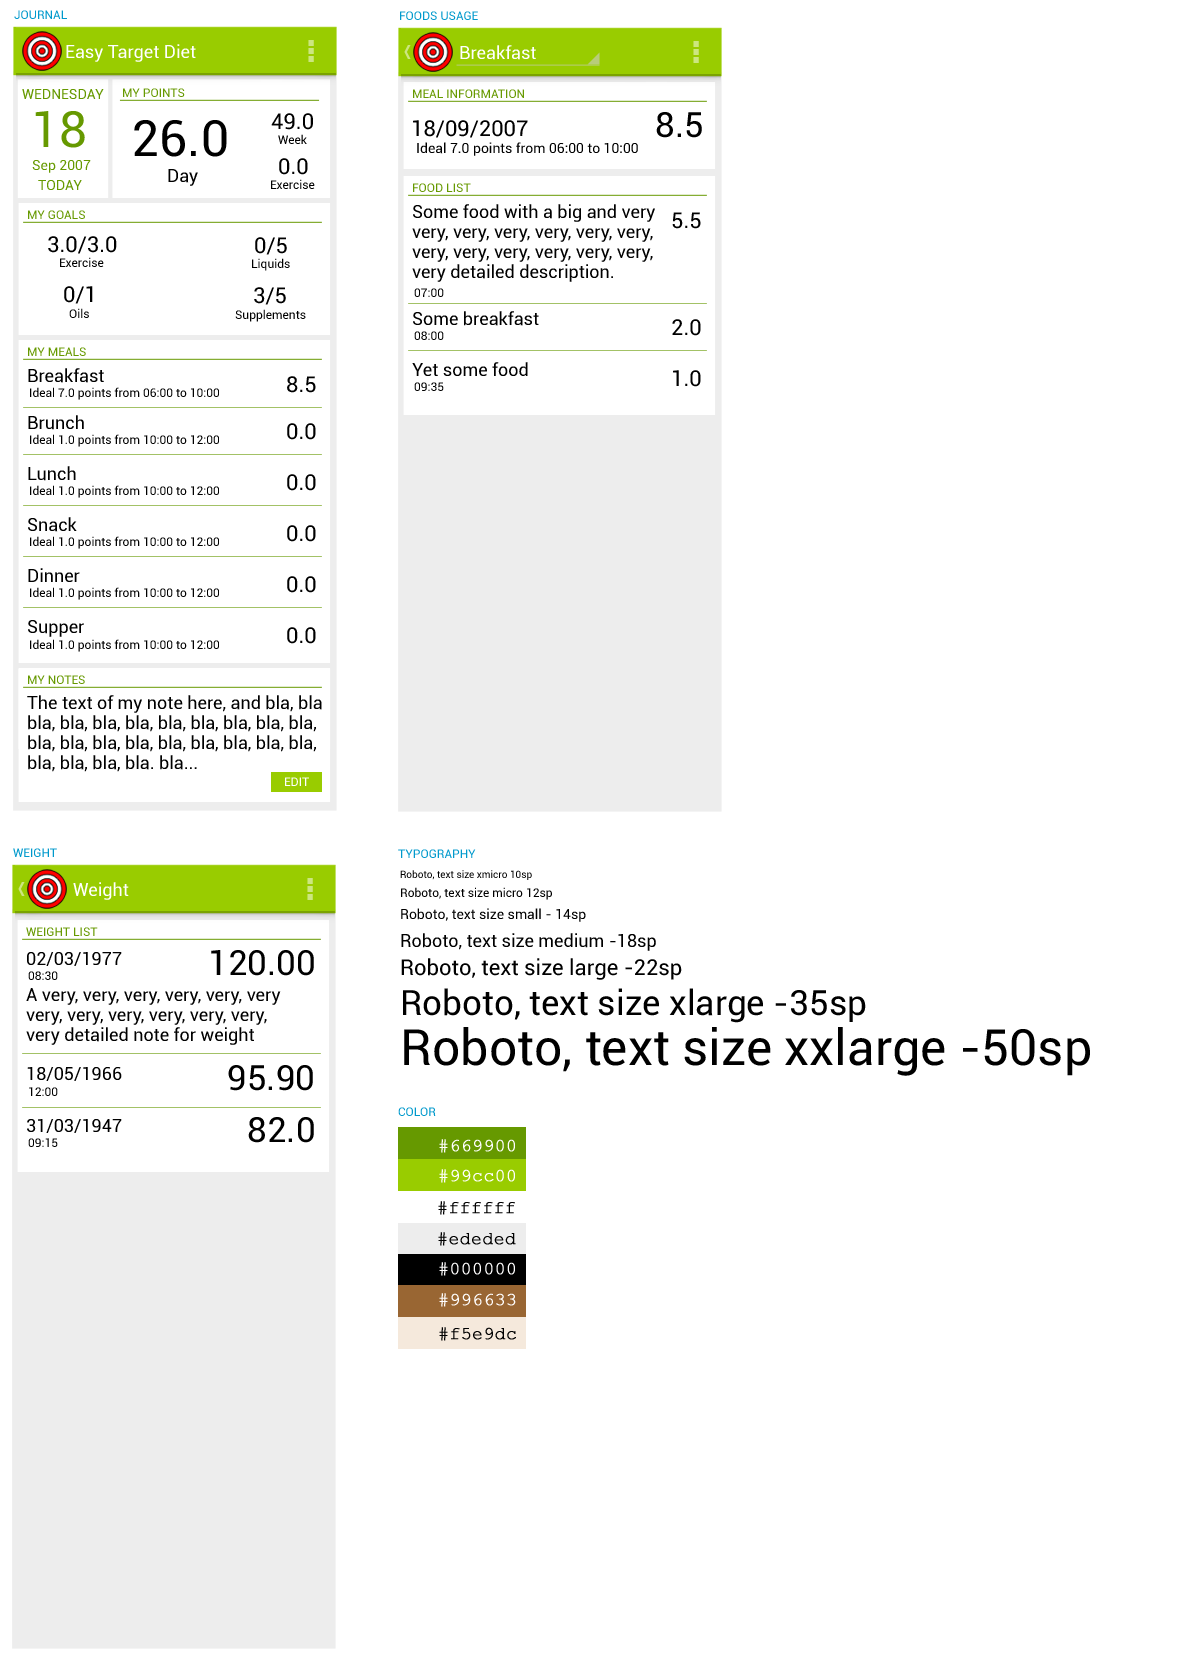 JOURNAL
Easy Target Diet
WEDNESDAY
18
Sep 2007
TODAY
MY POINTS
26.0
Day
49.0
Week
0.0
Exercise
MY GOALS
3.0/3.0
Exercise
0/5
Liquids
0/1
Oils
3/5
Supplements
MY MEALS
Breakfast
Ideal 7.0 points from 06:00 to 10:00
8.5
Brunch
Ideal 1.0 points from 10:00 to 12:00
0.0
Lunch
Ideal 1.0 points from 10:00 to 12:00
0.0
Snack
Ideal 1.0 points from 10:00 to 12:00
0.0
Dinner
Ideal 1.0 points from 10:00 to 12:00
0.0
Supper
Ideal 1.0 points from 10:00 to 12:00
0.0
MY NOTES
The text of my note here, and bla, bla
bla, bla, bla, bla, bla, bla, bla, bla, bla,
bla, bla, bla, bla, bla, bla, bla, bla, bla,
bla, bla, bla, bla. bla...
EDIT
FOODS USAGE
Breakfast
MEAL INFORMATION
18/09/2007
8.5
Ideal 7.0 points from 06:00 to 10:00
FOOD LIST
Some food with a big and very
very, very, very, very, very, very,
very, very, very, very, very, very,
very detailed description.
07:00
5.5
Some breakfast
08:00
2.0
Yet some food
09:35
1.0
WEIGHT
Weight
WEIGHT LIST
02/03/1977
08:30
120.00
A very, very, very, very, very, very
very, very, very, very, very, very,
very detailed note for weight
18/05/1966
12:00
95.90
31/03/1947
09:15
82.0
TYPOGRAPHY
Roboto, text size xmicro 10sp
Roboto, text size micro 12sp
Roboto, text size small - 14sp
Roboto, text size medium -18sp
Roboto, text size large -22sp
Roboto, text size xlarge -35sp
Roboto, text size xxlarge -50sp
COLOR
#669900
#99cc00
#ffffff
#ededed
#000000
#996633
#f5e9dc